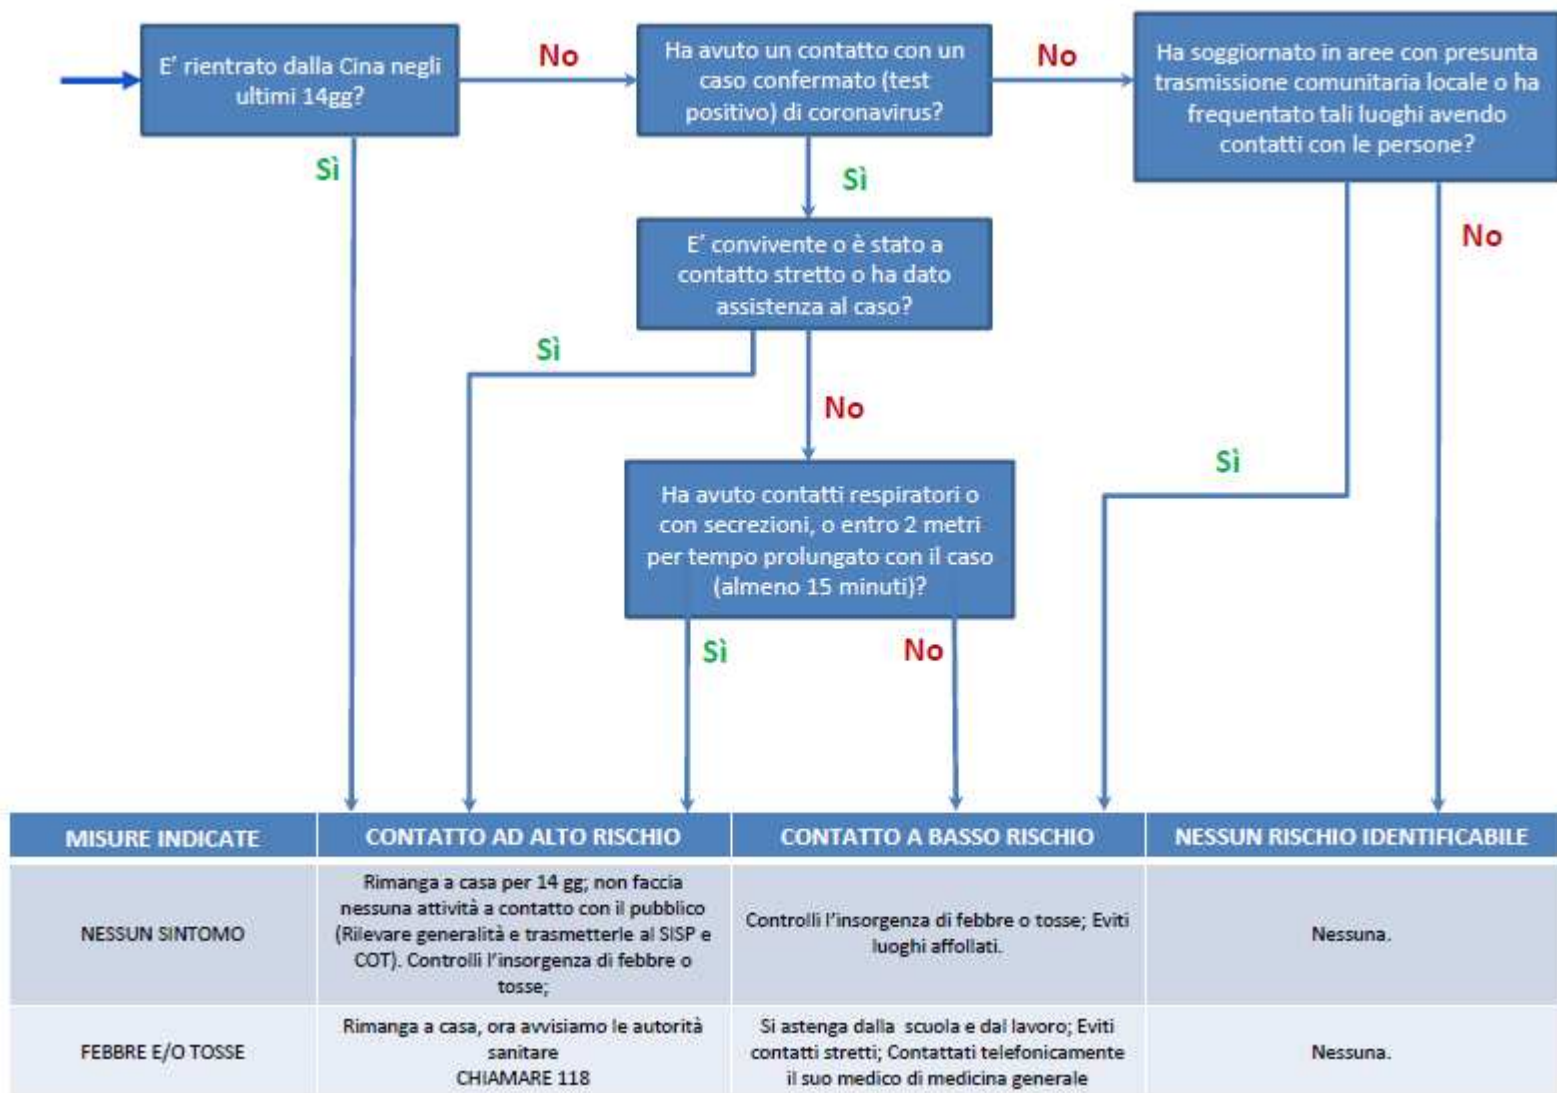 E' rientrato dalla Cina negli
ultimi 14gg?
No
Ha avuto un contatto con un
caso confermato (test
positivo) di coronavirus?
No
Ha soggiornato in aree con presunta
trasmissione comunitaria locale o ha
frequentato tali luoghi avendo
contatti con le persone?
Sì
Sì
No
E' convivente o è stato a
contatto stretto o ha dato
assistenza al caso?
Sì
No
Sì
Ha avuto contatti respiratori o
con secrezioni, o entro 2 metri
per tempo prolungato con il caso
(almeno 15 minuti)?
Sì
No
MISURE INDICATE
CONTATTO AD ALTO RISCHIO
CONTATTO A BASSO RISCHIO
NESSUN RISCHIO IDENTIFICABILE
NESSUN SINTOMO
Rimanga a casa per 14 gg; non faccia
nessuna attività a contatto con il pubblico
(Rilevare generalità e trasmetterle al SISP e
COT). Controlli l'insorgenza di febbre o
tosse;
Controlli l'insorgenza di febbre o tosse; Eviti
luoghi affollati.
Nessuna.
FEBBRE E/O TOSSE
Rimanga a casa, ora avvisiamo le autorità
sanitare
CHIAMARE 118
Si astenga dalla scuola e dal lavoro; Eviti
contatti stretti; Contattati telefonicamente
il suo medico di medicina generale
Nessuna.